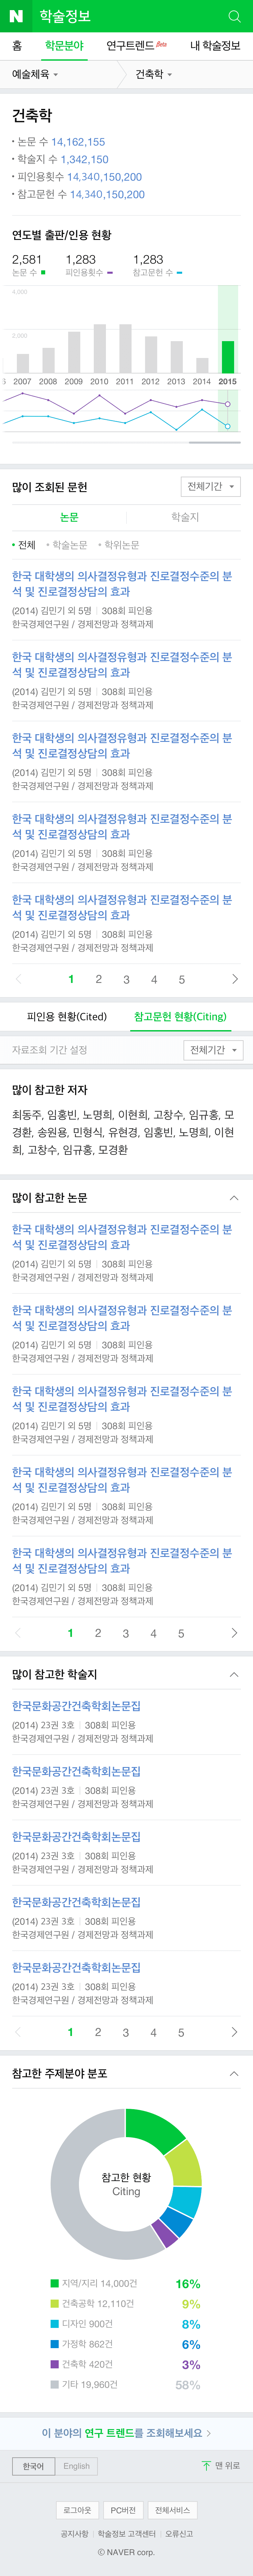 N 학술정보
홈 학문분야 연구트렌드 Beta 내 학술정보
예술체육 건축학
건축학
• 논문 수 14,162,155
• 학술지 수 1,342,150
• 피인용횟수 14,340,150,200
• 참고문헌 수 14,340,150,200
연도별 출판/인용 현황
2,581 1,283 1,283
논문 수 피인용횟수 참고문헌 수
4,000
2,000
6 2007 2008 2009 2010 2011 2012 2013 2014 2015
많이 조회된 문헌 전체기간
논문 학술지
• 전체 • 학술논문 • 학위논문
한국 대학생의 의사결정유형과 진로결정수준의 분
석 및 진로결정상담의 효과
(2014) 김민기 외 5명 308회 피인용
한국경제연구원 / 경제전망과 정책과제
한국 대학생의 의사결정유형과 진로결정수준의 분
석 및 진로결정상담의 효과
(2014) 김민기 외 5명 308회 피인용
한국경제연구원 / 경제전망과 정책과제
한국 대학생의 의사결정유형과 진로결정수준의 분
석 및 진로결정상담의 효과
(2014) 김민기 외 5명 308회 피인용
한국경제연구원 / 경제전망과 정책과제
한국 대학생의 의사결정유형과 진로결정수준의 분
석 및 진로결정상담의 효과
(2014) 김민기 외 5명 308회 피인용
한국경제연구원 / 경제전망과 정책과제
한국 대학생의 의사결정유형과 진로결정수준의 분
석 및 진로결정상담의 효과
(2014) 김민기 외 5명 308회 피인용
한국경제연구원 / 경제전망과 정책과제
1 2 3 4 5
피인용 현황(Cited) 참고문헌 현황(Citing)
자료조회 기간 설정 전체기간
많이 참고한 저자
최동주, 임홍빈, 노명희, 이현희, 고창수, 임규홍, 모
경환, 송원용, 민형식, 유현경, 임홍빈, 노명희, 이현
희, 고창수, 임규홍, 모경환
많이 참고한 논문
한국 대학생의 의사결정유형과 진로결정수준의 분
석 및 진로결정상담의 효과
(2014) 김민기 외 5명 308회 피인용
한국경제연구원 / 경제전망과 정책과제
한국 대학생의 의사결정유형과 진로결정수준의 분
석 및 진로결정상담의 효과
(2014) 김민기 외 5명 308회 피인용
한국경제연구원 / 경제전망과 정책과제
한국 대학생의 의사결정유형과 진로결정수준의 분
석 및 진로결정상담의 효과
(2014) 김민기 외 5명 308회 피인용
한국경제연구원 / 경제전망과 정책과제
한국 대학생의 의사결정유형과 진로결정수준의 분
석 및 진로결정상담의 효과
(2014) 김민기 외 5명 308회 피인용
한국경제연구원 / 경제전망과 정책과제
한국 대학생의 의사결정유형과 진로결정수준의 분
석 및 진로결정상담의 효과
(2014) 김민기 외 5명 308회 피인용
한국경제연구원 / 경제전망과 정책과제
1 2 3 4 5
많이 참고한 학술지
한국문화공간건축학회논문집
(2014) 23권 3호 308회 피인용
한국경제연구원 / 경제전망과 정책과제
한국문화공간건축학회논문집
(2014) 23권 3호 308회 피인용
한국경제연구원 / 경제전망과 정책과제
한국문화공간건축학회논문집
(2014) 23권 3호 308회 피인용
한국경제연구원 / 경제전망과 정책과제
한국문화공간건축학회논문집
(2014) 23권 3호 308회 피인용
한국경제연구원 / 경제전망과 정책과제
한국문화공간건축학회논문집
(2014) 23권 3호 308회 피인용
한국경제연구원 / 경제전망과 정책과제
1 2 3 4 5
참고한 주제분야 분포
참고한 현황
Citing
지역/지리 14,000건 16%
건축공학 12,110건 9%
디자인 900건 8%
가정학 862건 6%
건축학 420건 3%
기타 19,960건 58%
이 분야의 연구 트렌드를 조회해보세요
한국어 English 맨 위로
로그아웃 PC버전 전체서비스
공지사항 학술정보 고객센터 오류신고
© NAVER corp.